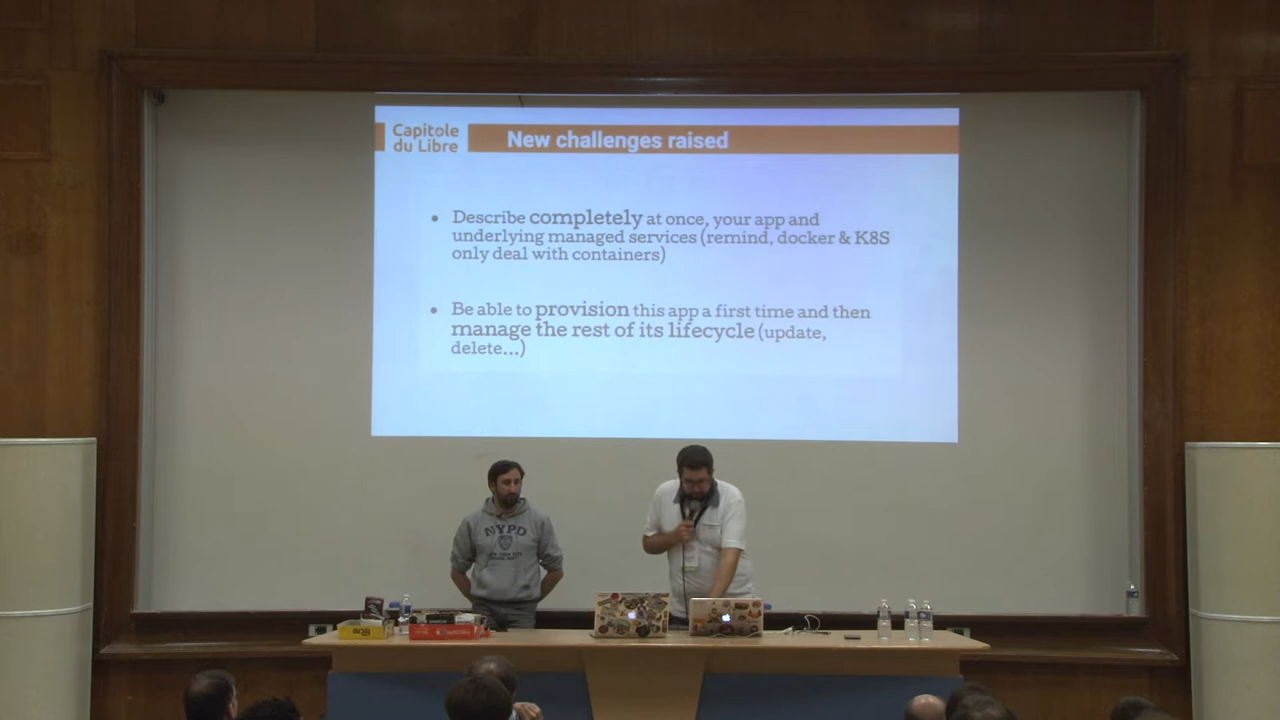 Capitole
du Libre
New challenges raised
• Describe completely at once, your app and
underlying managed services (remind, docker & K8S
only deal with containers)
• Be able to provision this app a first time and then
manage the rest of its lifecycle (update,
delete...)
NYPD